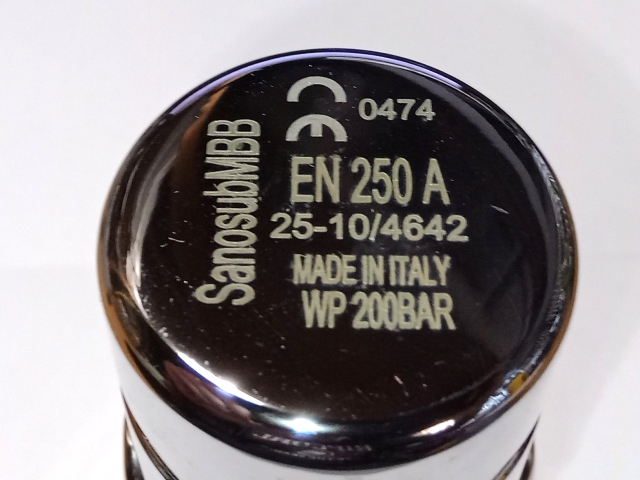 CE 0474
SanosubMBB
EN 250 A
25-10/4642
MADE IN ITALY
WP 200BAR